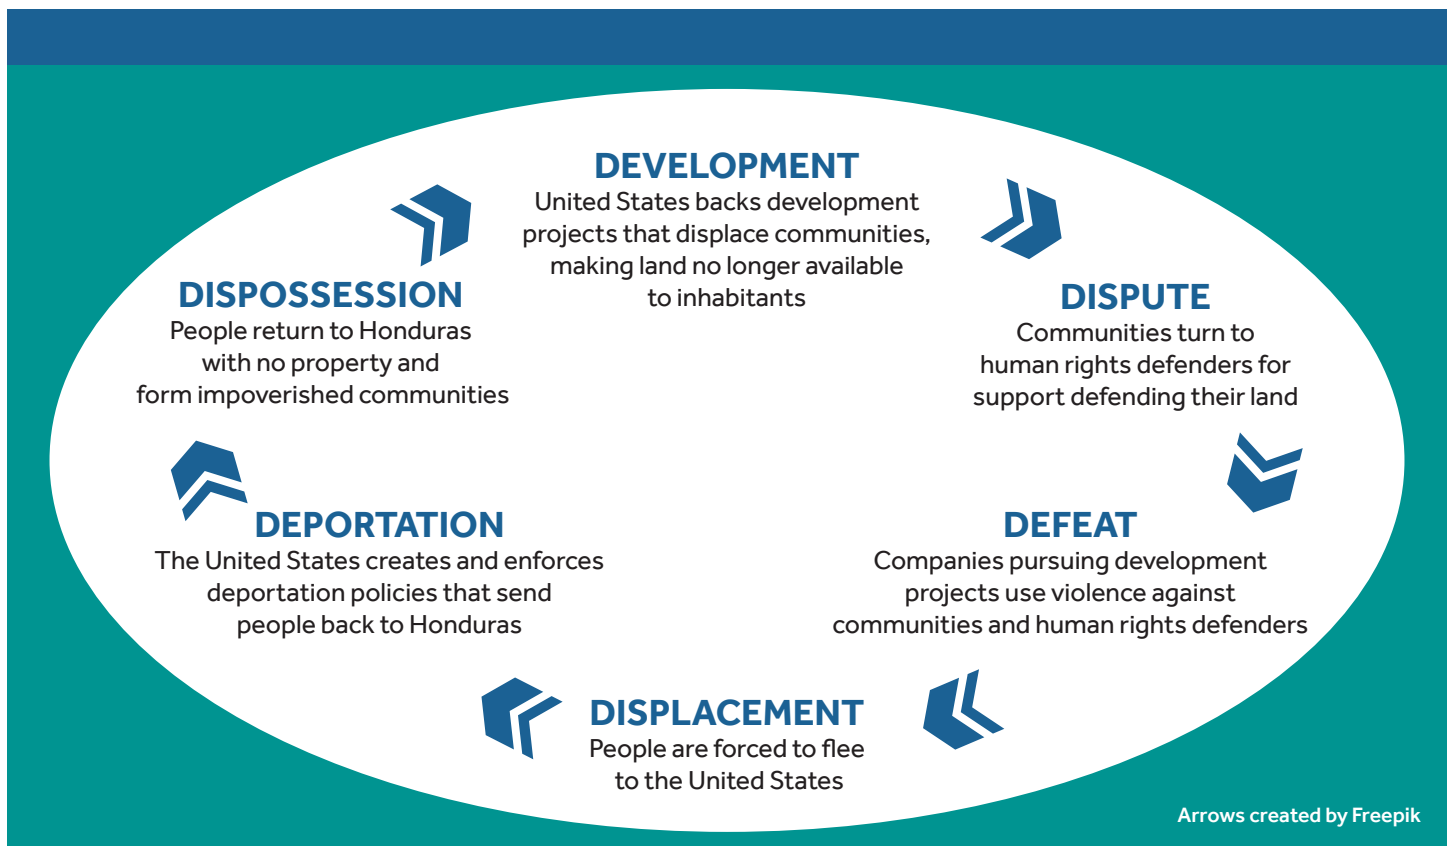 DEVELOPMENT
United States backs development
projects that displace communities,
making land no longer available
to inhabitants
DISPUTE
Communities turn to
human rights defenders for
support defending their land
DEFEAT
Companies pursuing development
projects use violence against
communities and human rights defenders
DISPLACEMENT
People are forced to flee
to the United States
DEPORTATION
The United States creates and enforces
deportation policies that send
people back to Honduras
DISPOSSESSION
People return to Honduras
with no property and
form impoverished communities
Arrows created by Freepik